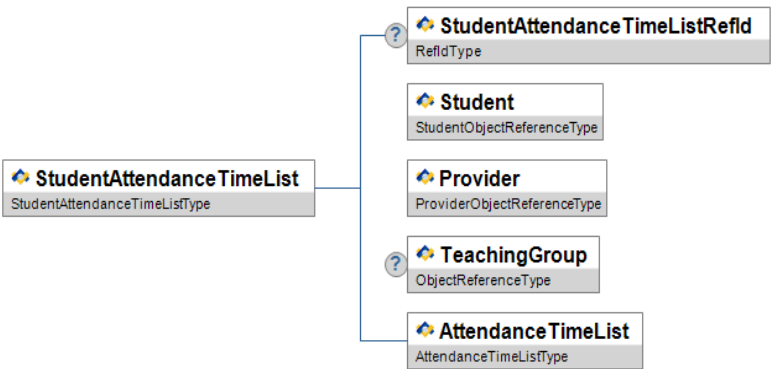 ?
StudentAttendanceTimeListRefId
RefIdType
Student
StudentObjectReferenceType
StudentAttendanceTimeList
StudentAttendanceTimeListType
Provider
ProviderObjectReferenceType
?
TeachingGroup
ObjectReferenceType
AttendanceTimeList
AttendanceTimeListType